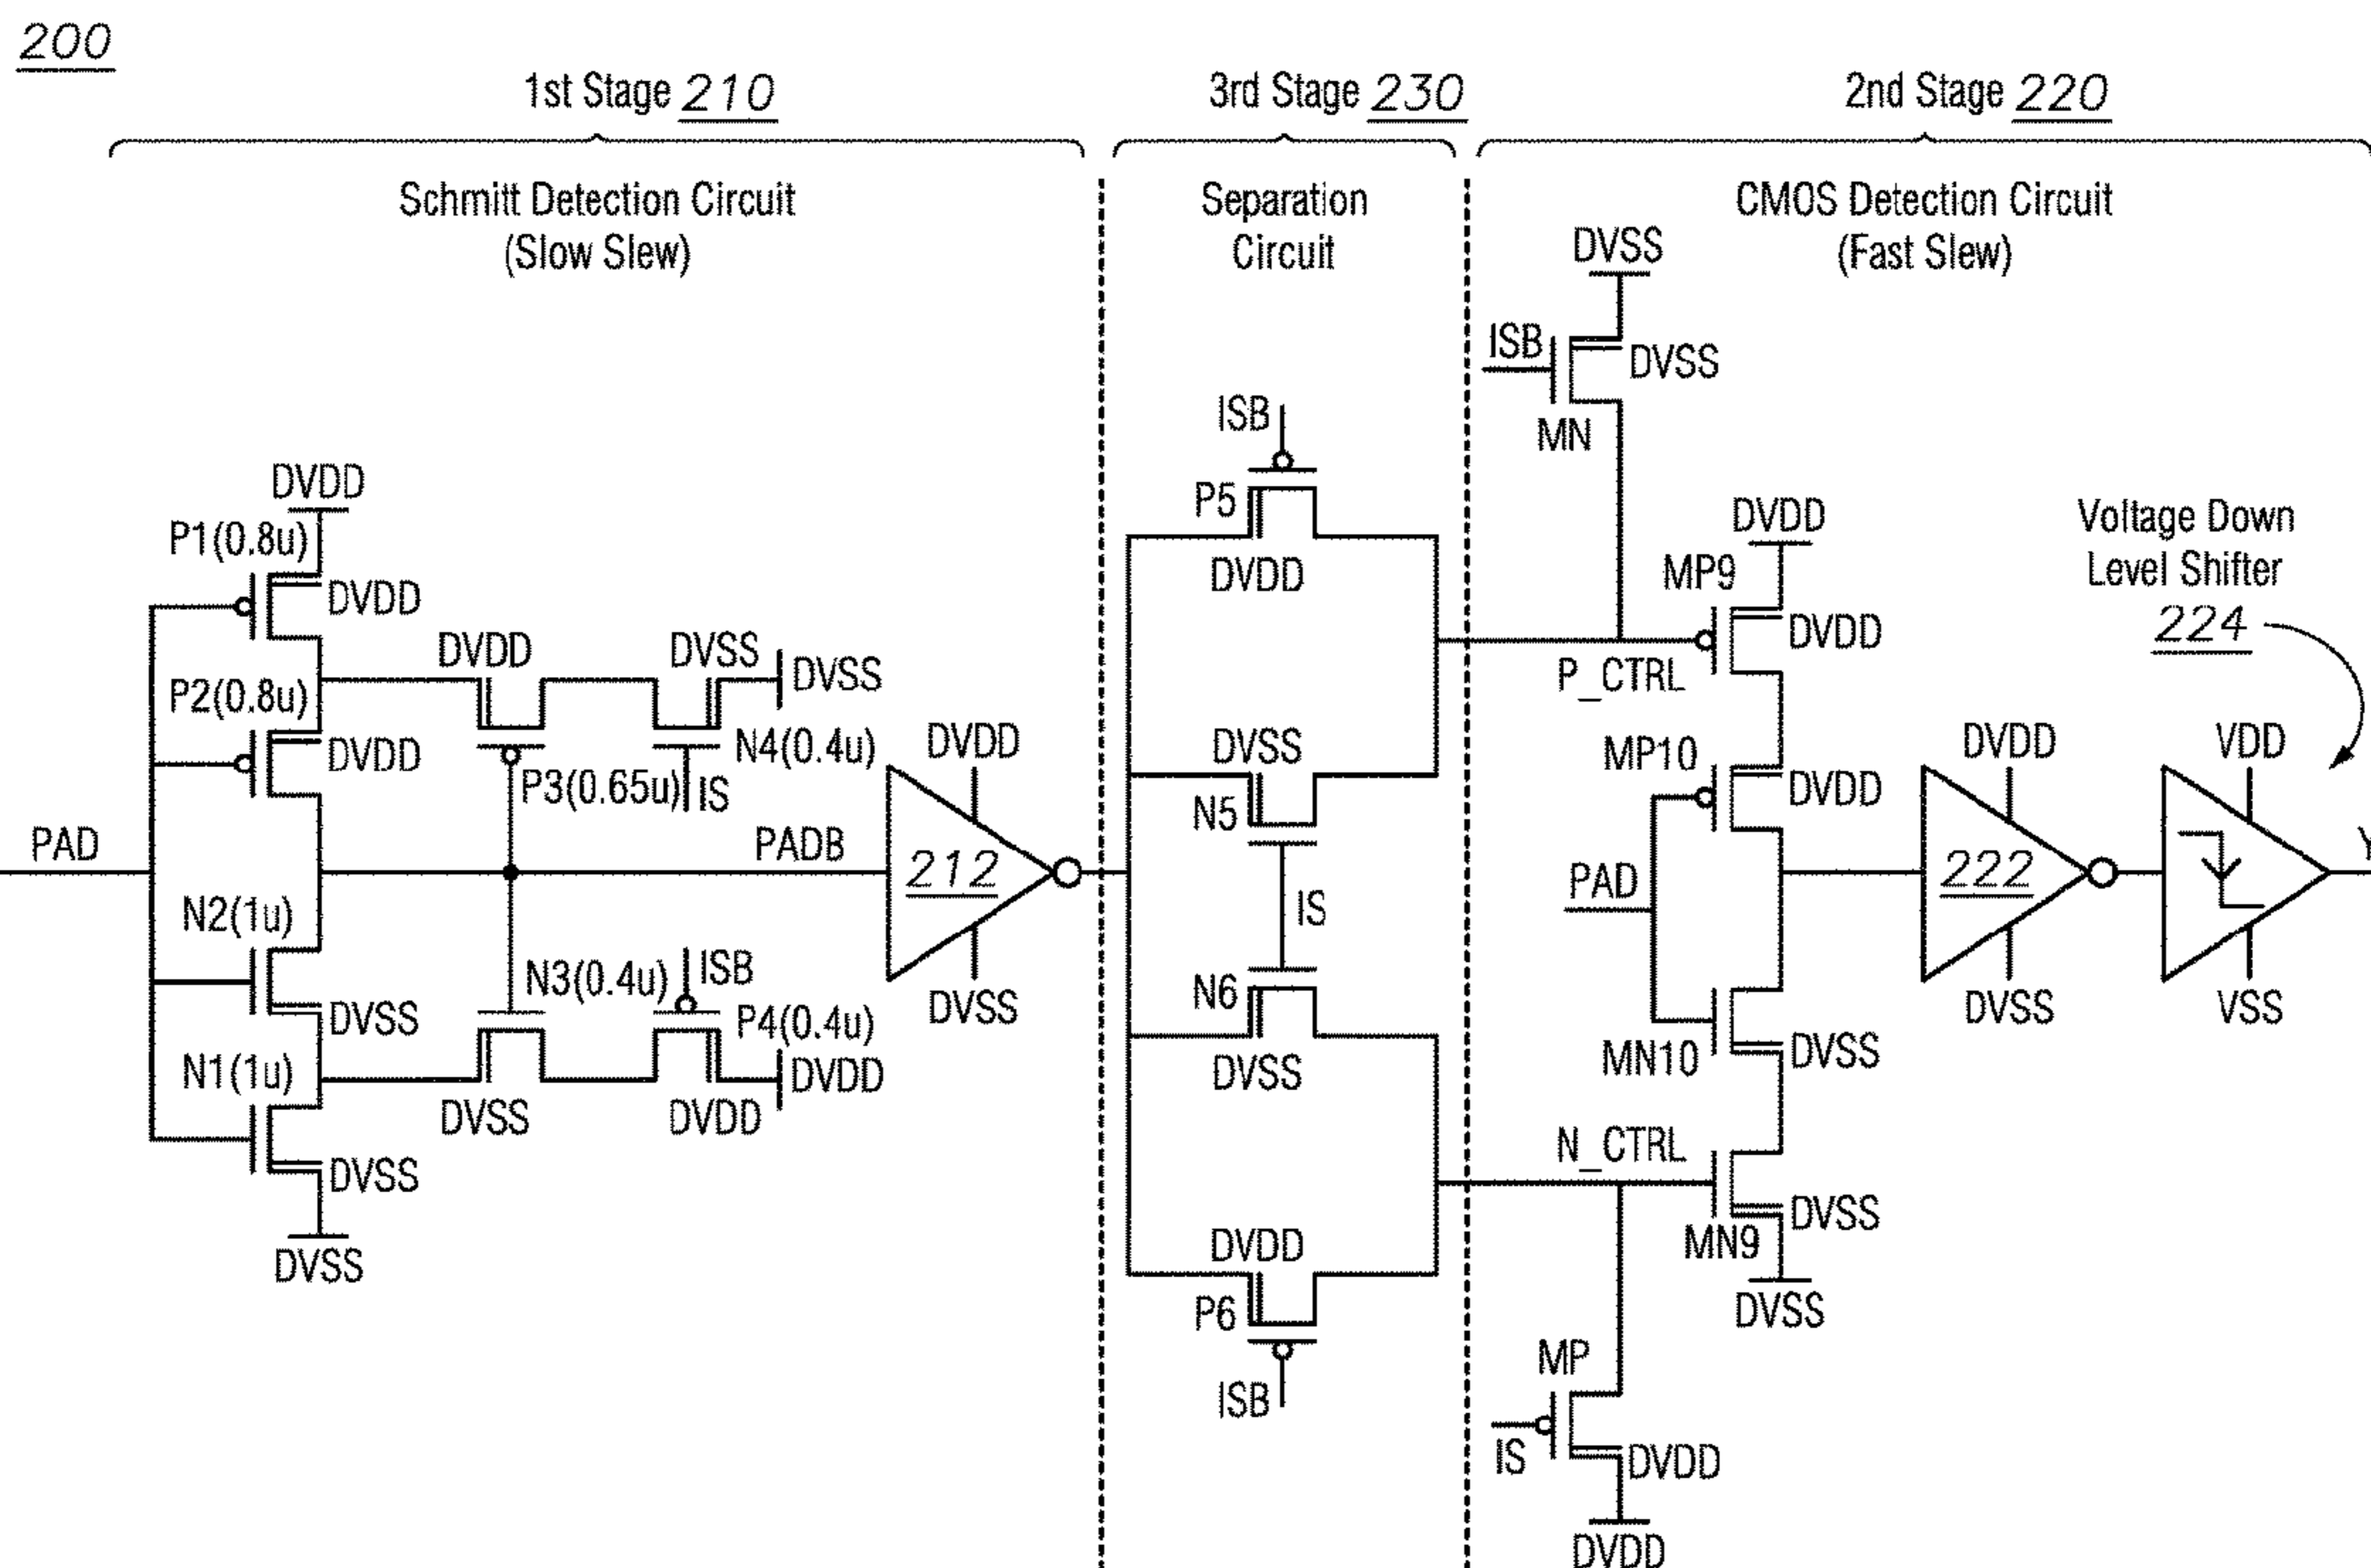 200
1st Stage 210
3rd Stage 230
2nd Stage 220
Schmitt Detection Circuit
(Slow Slew)
Separation
Circuit
CMOS Detection Circuit
(Fast Slew)
DVSS
ISB
DVSS
MN
ISB
P5
DVDD
DVDD
P1(0.8u)
DVDD
DVDD
DVSS
DVSS
P2(0.8u)
DVDD
P3(0.65u)
IS
N4(0.4u)
DVDD
PAD
PADB
212
N2(1u)
DVSS
N3(0.4u)
ISB
P4(0.4u)
DVSS
N1(1u)
DVSS
DVDD
DVDD
DVSS
DVSS
DVSS
N5
IS
N6
DVSS
DVDD
P6
ISB
DVDD
MP9
DVDD
P_CTRL
MP10
DVDD
PAD
MN10
DVSS
N_CTRL
DVSS
MN9
DVSS
MP
IS
DVDD
DVDD
Voltage Down
Level Shifter
224
DVDD
VDD
222
Y
DVSS
VSS